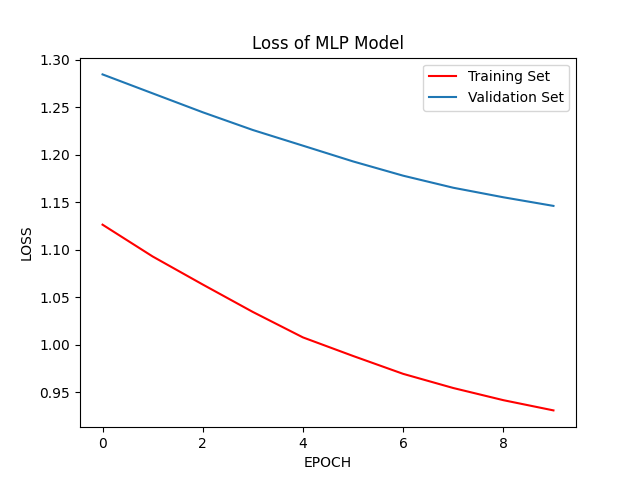 Loss of MLP Model
1.30
1.25
1.20
1.15
1.10
1.05
1.00
0.95
LOSS
Training Set
Validation Set
0 2 4 6 8
EPOCH